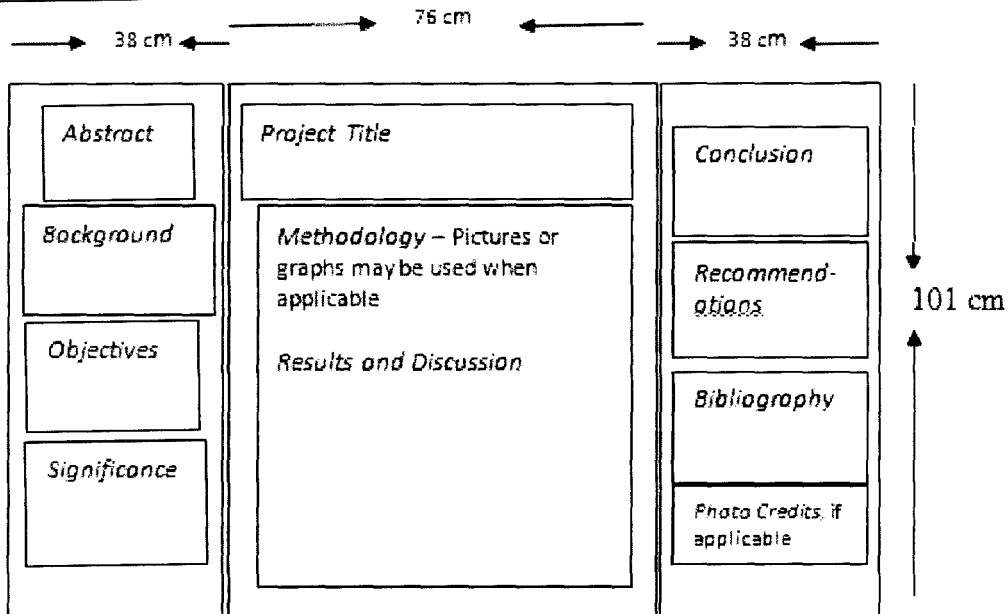 76 cm
38 cm
38 cm
Abstract
Background
Objectives
Significance
Project Title
Methodology – Pictures or
graphs may be used when
applicable
Results and Discussion
Conclusion
Recommend-
ations
Bibliography
Photo Credits, if
applicable
101 cm